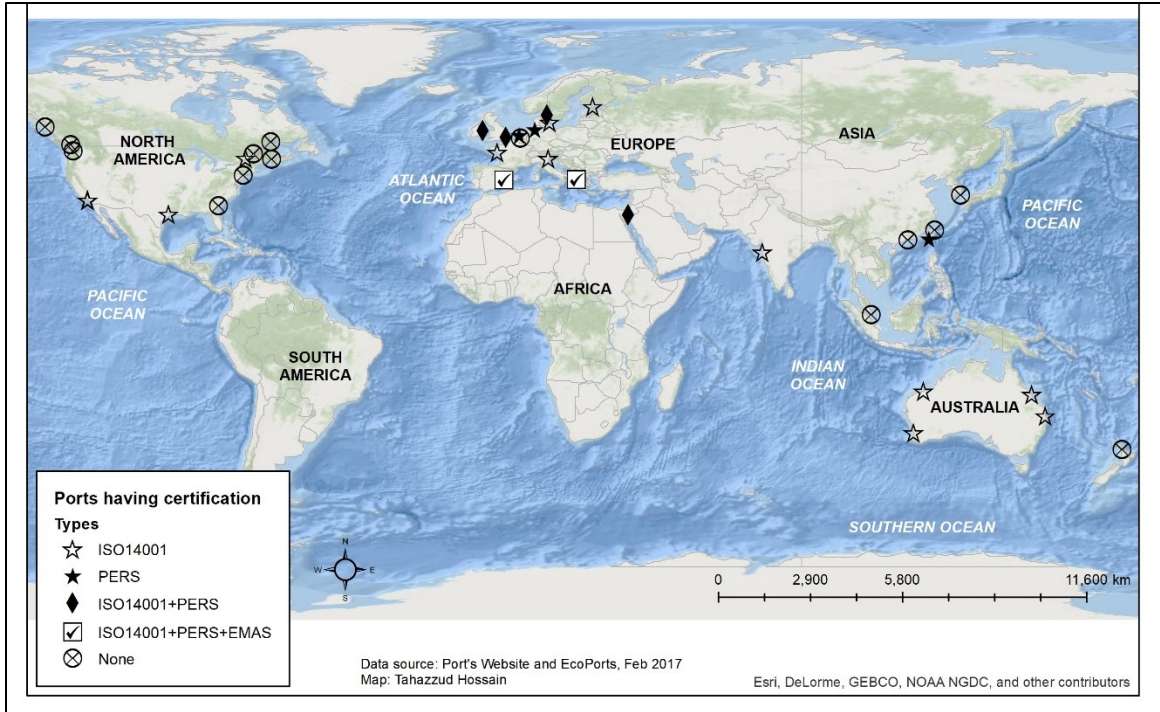 NORTH
AMERICA
EUROPE
ASIA
ATLANTIC
OCEAN
PACIFIC
OCEAN
AFRICA
PACIFIC
OCEAN
SOUTH
AMERICA
INDIAN
OCEAN
AUSTRALIA
Ports having certification
Types
ISO14001
PERS
ISO14001+PERS
ISO14001+PERS+EMAS
None
N
W E
S
SOUTHERN OCEAN
0 2,900 5,800 11,600 km
Data source: Port's Website and EcoPorts, Feb 2017
Map: Tahazzud Hossain
Esri, DeLorme, GEBCO, NOAA NGDC, and other contributors